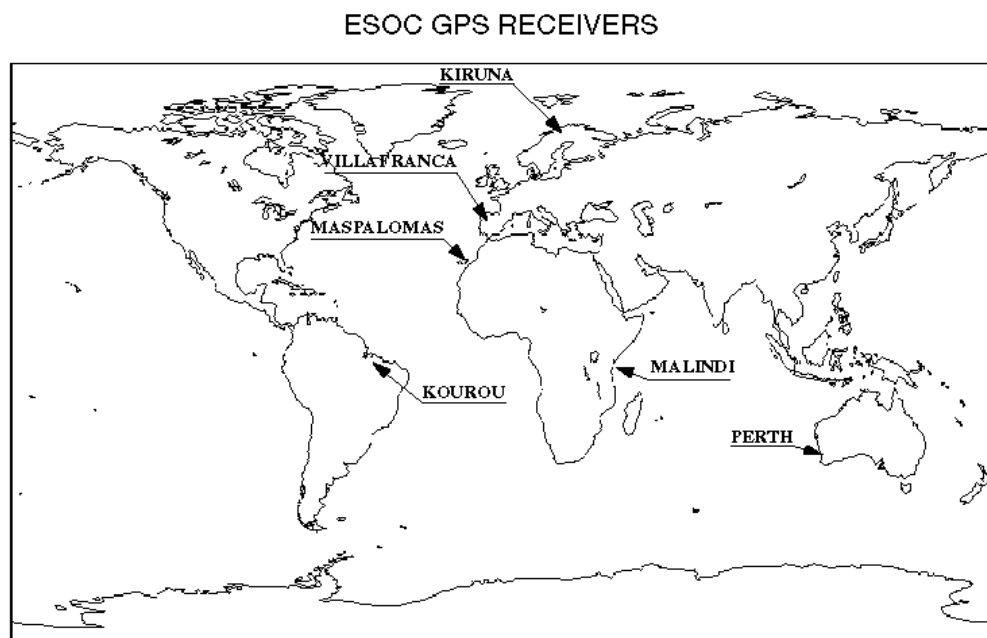 ESOC GPS RECEIVERS
KIRUNA
VILLAFRANCA
MASPALOMAS
MALINDI
KOUROU
PERTH